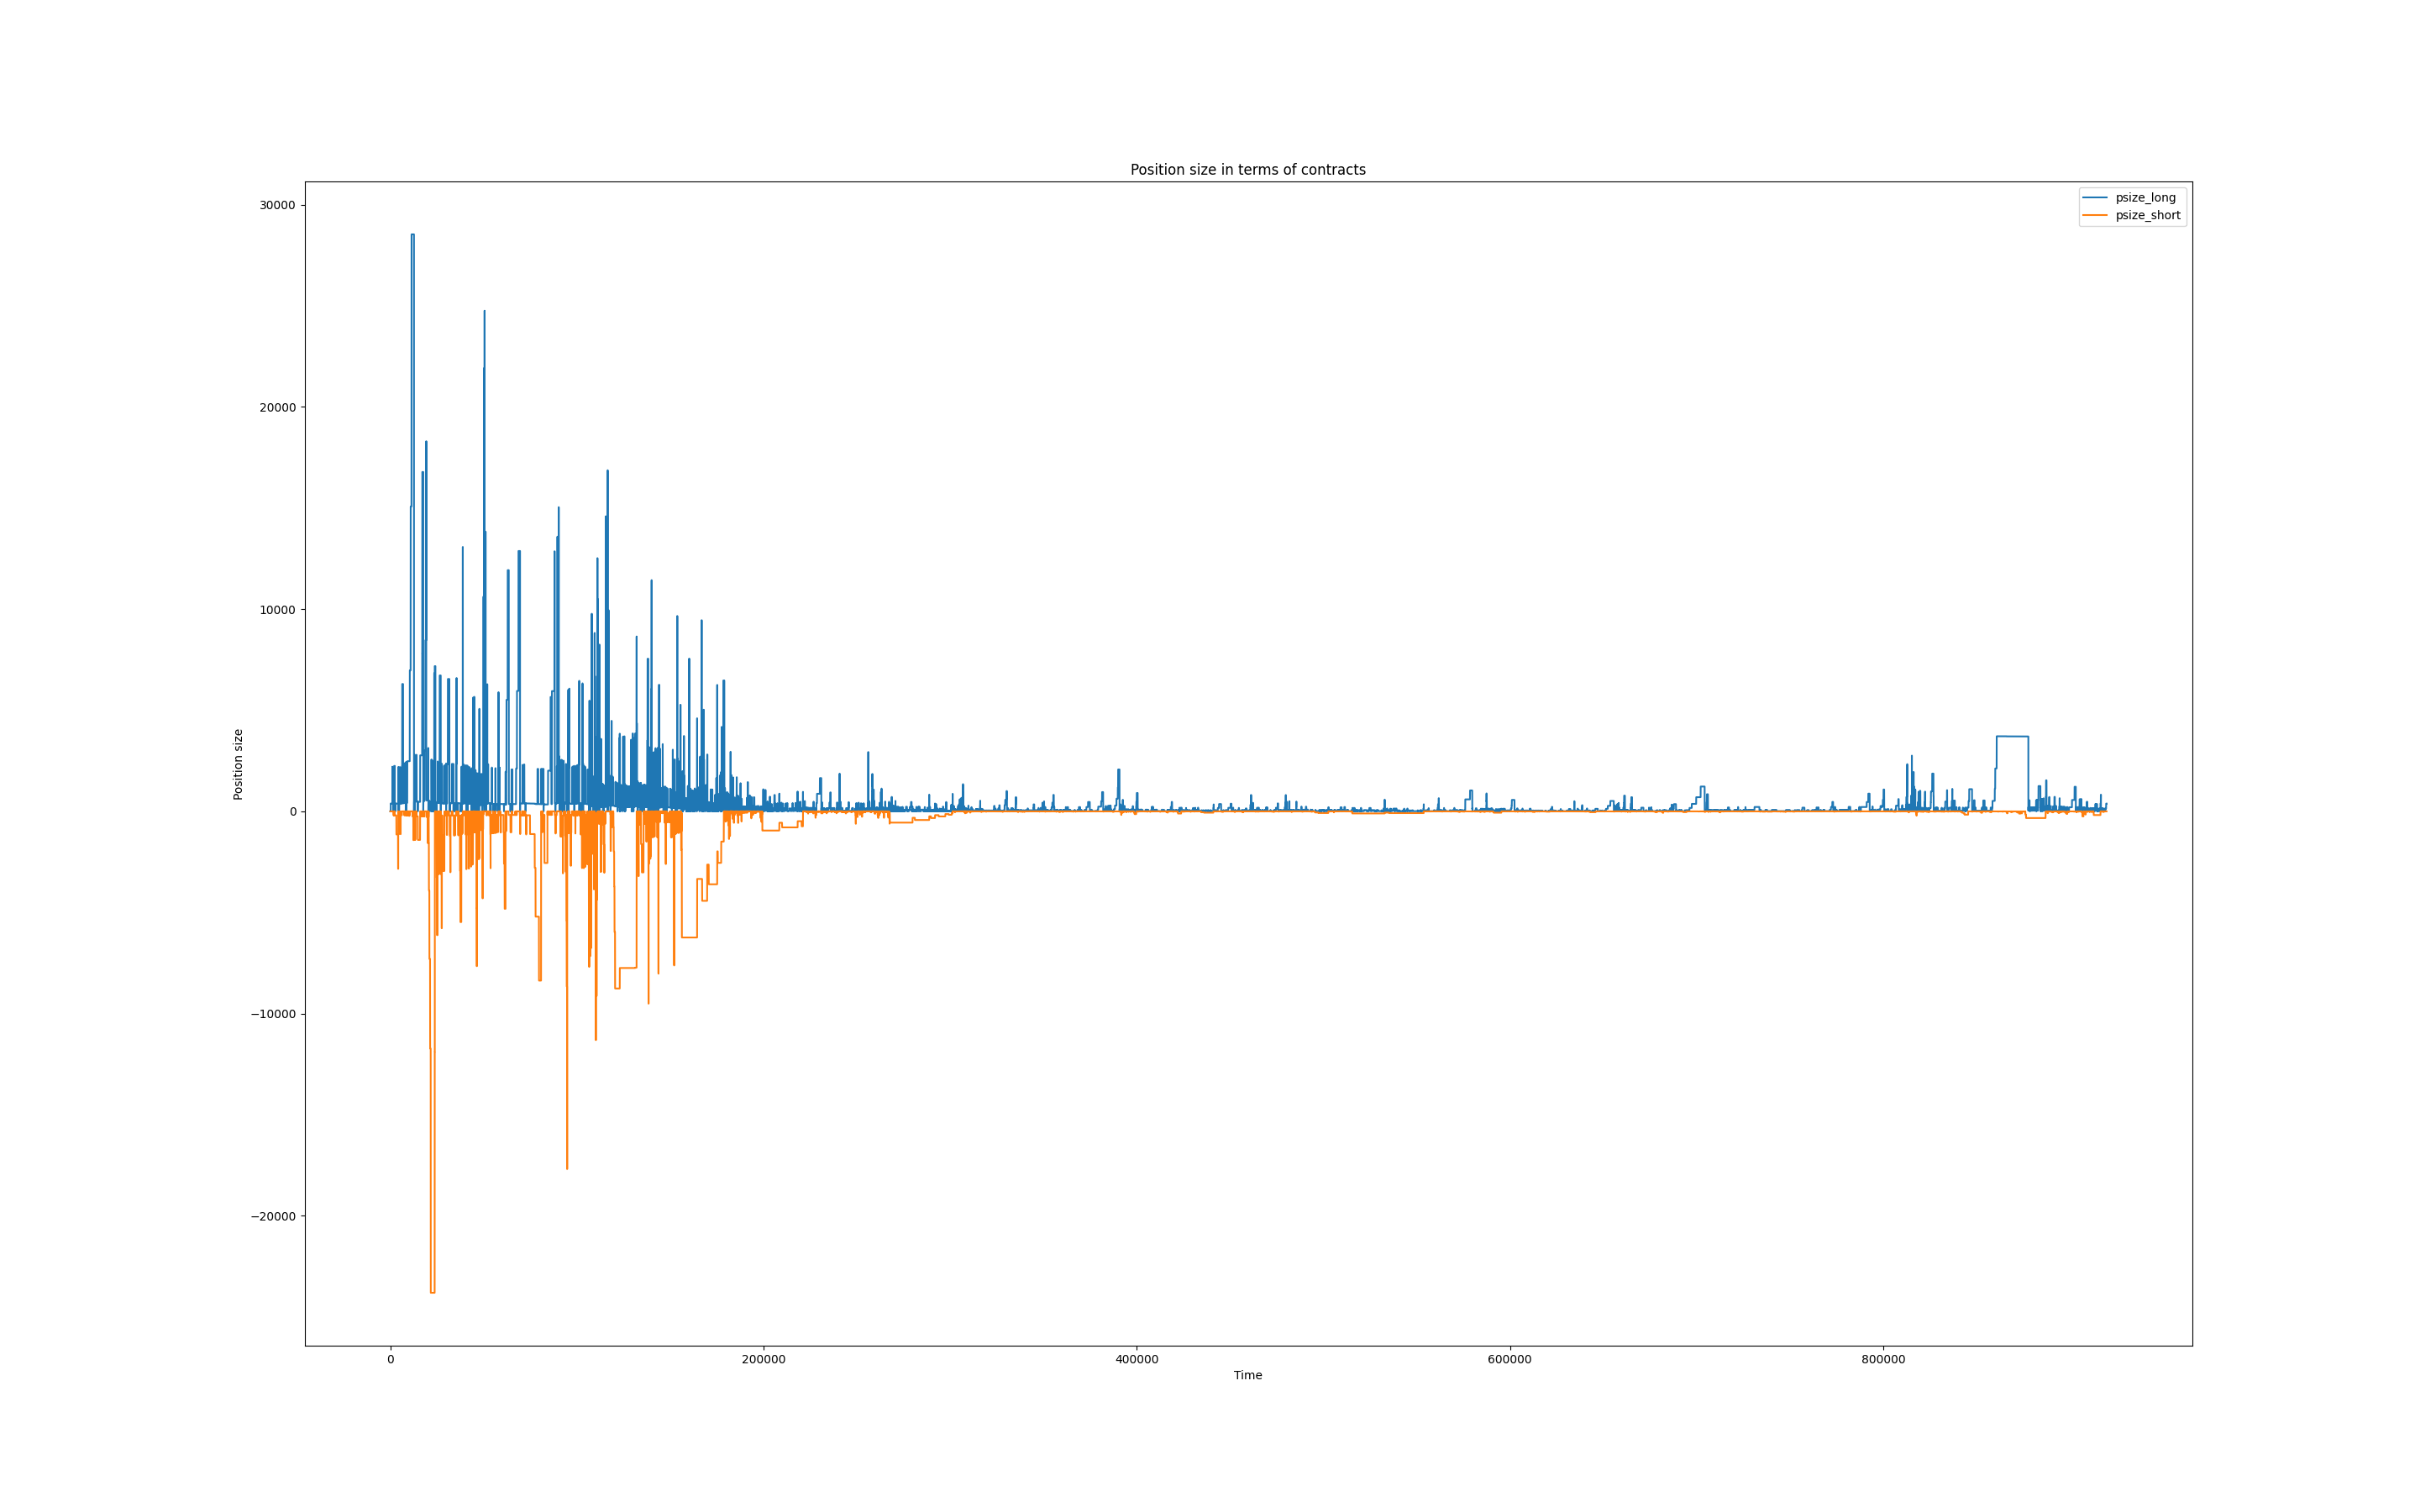 Position size in terms of contracts
psize_long
psize_short
30000
20000
10000
0
−10000
−20000
Position size
0
200000
400000
600000
800000
Time